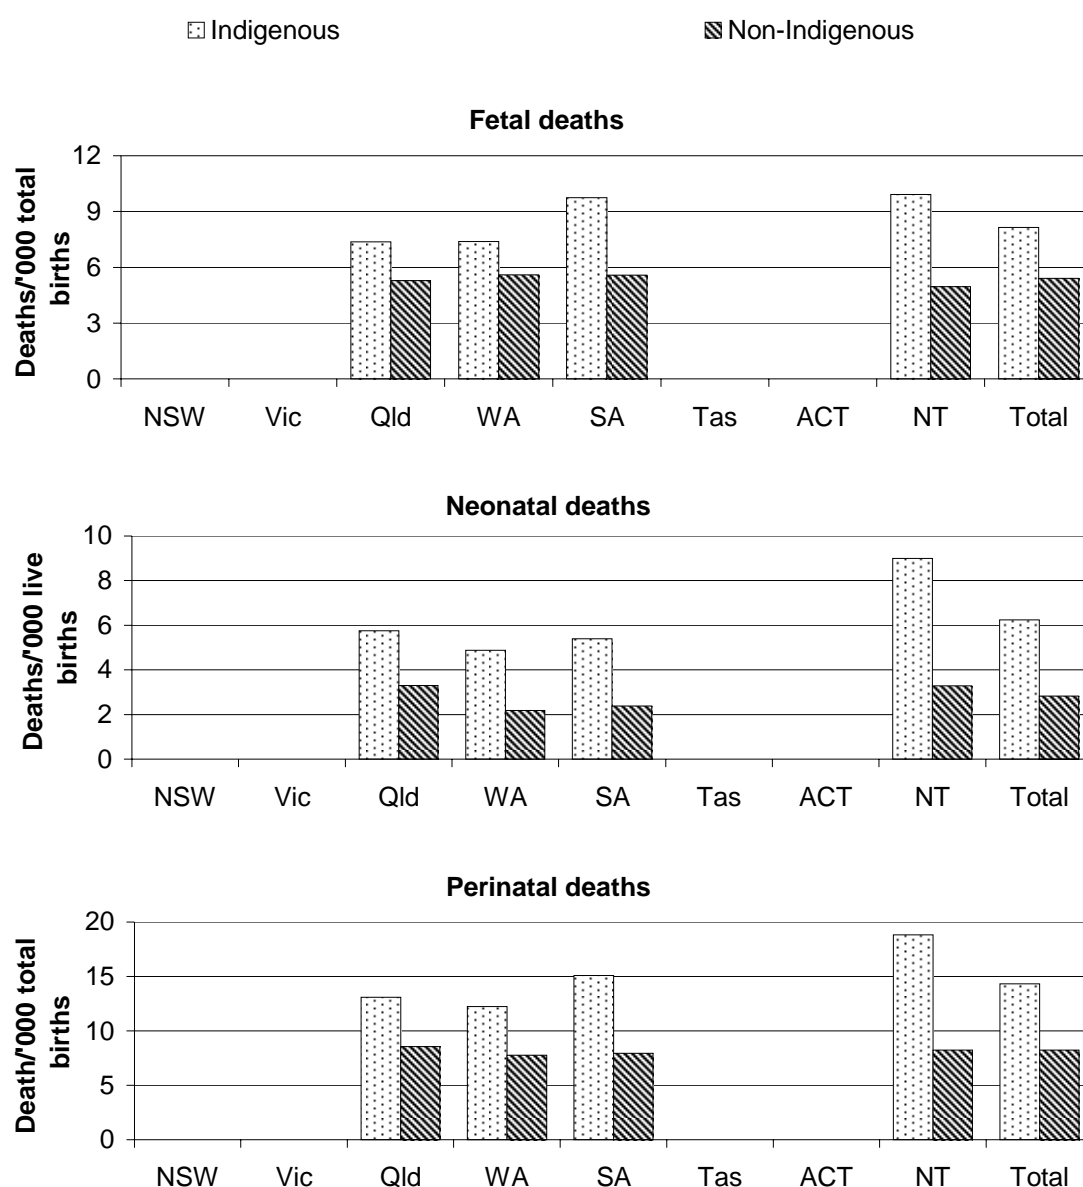 Indigenous Non-Indigenous
Fetal deaths
Deaths/'000 total
births
12
9
6
3
0
NSW Vic Qld WA SA Tas ACT NT Total
Neonatal deaths
Deaths/'000 live
births
10
8
6
4
2
0
NSW Vic Qld WA SA Tas ACT NT Total
Perinatal deaths
Death/'000 total
births
20
15
10
5
0
NSW Vic Qld WA SA Tas ACT NT Total